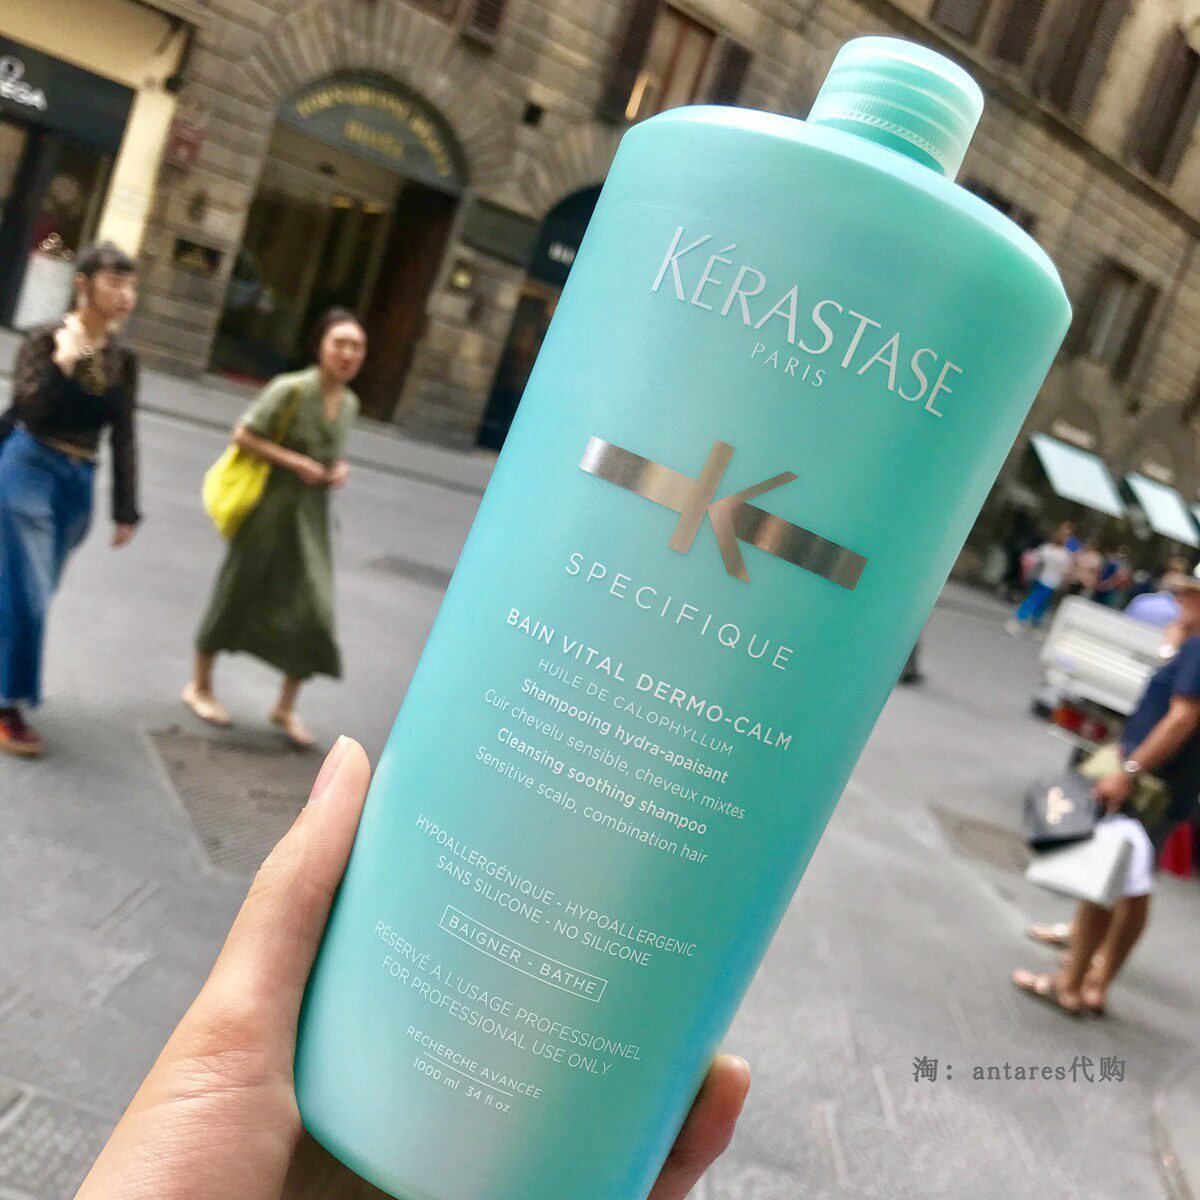 KÉRASTASE
PARIS
K
SPECIFIQUE
BAIN VITAL DERMO-CALM
HUILE DE CALOPHYLLUM
Shampooing hydra-apaisant
Cuir chevelu sensible, cheveux mixtes
Cleansing soothing shampoo
Sensitive scalp, combination hair
HYPOALLERGÉNIQUE - HYPOALLERGENIC
SANS SILICONE - NO SILICONE
BAIGNER - BATHE
RÉSERVÉ À L'USAGE PROFESSIONNEL
FOR PROFESSIONAL USE ONLY
RECHERCHE AVANCÉE
1000 ml 34 fl.oz.
淘：antares代购